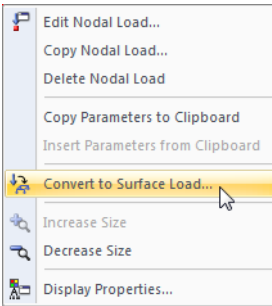 Edit Nodal Load...
Copy Nodal Load...
Delete Nodal Load
Copy Parameters to Clipboard
Insert Parameters from Clipboard
Convert to Surface Load...
Increase Size
Decrease Size
Display Properties...